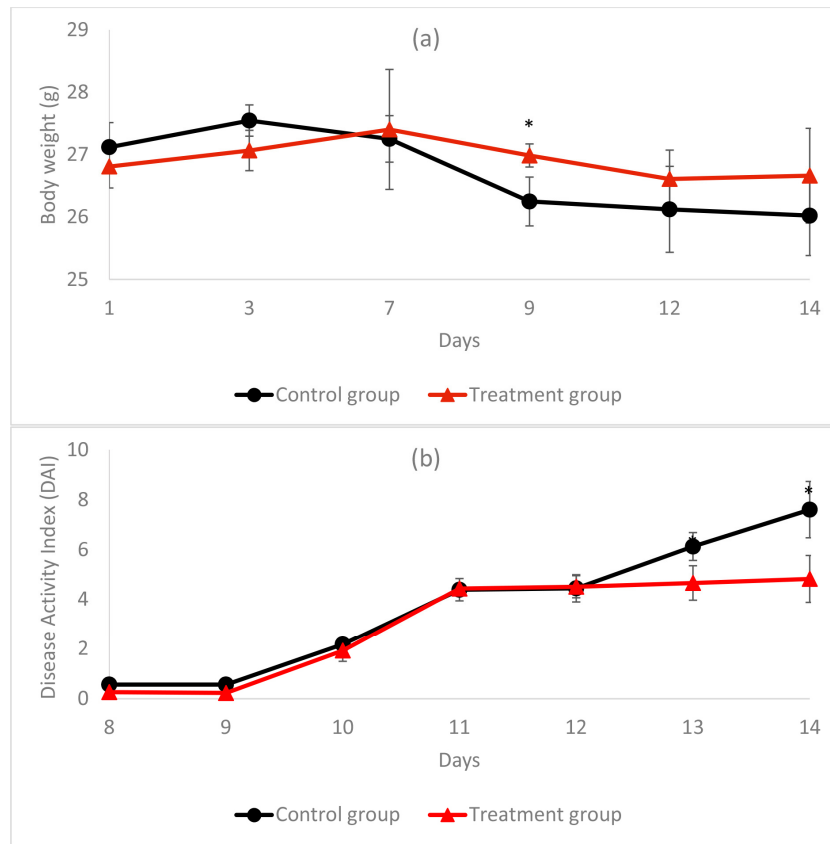 (a)
Body weight (g)
29
28
27
26
25
*
1 3 7 9 12 14
Days
Control group Treatment group
(b)
Disease Activity Index (DAI)
10
8
6
4
2
0
*
*
8 9 10 11 12 13 14
Days
Control group Treatment group